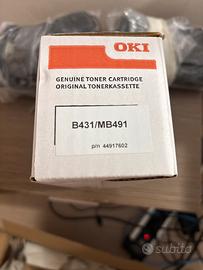 OKI
GENUINE TONER CARTRIDGE
ORIGINAL TONERKASSETTE
B431/MB491
p/n 44917602
subito